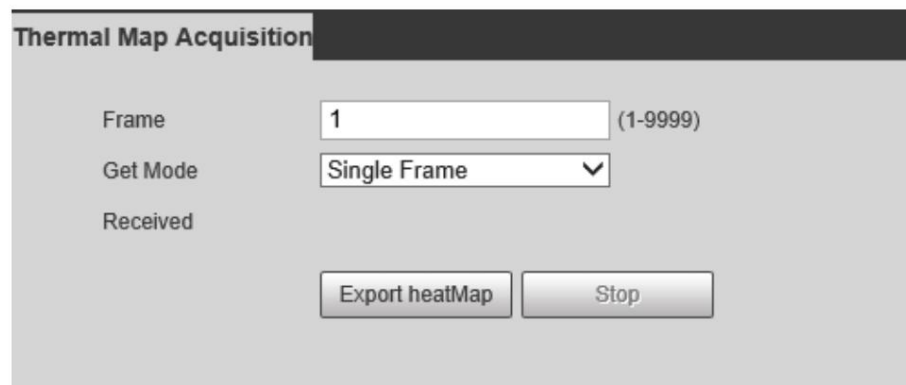 Thermal Map Acquisition
Frame 1 (1-9999)
Get Mode Single Frame
Received
Export heatMap Stop